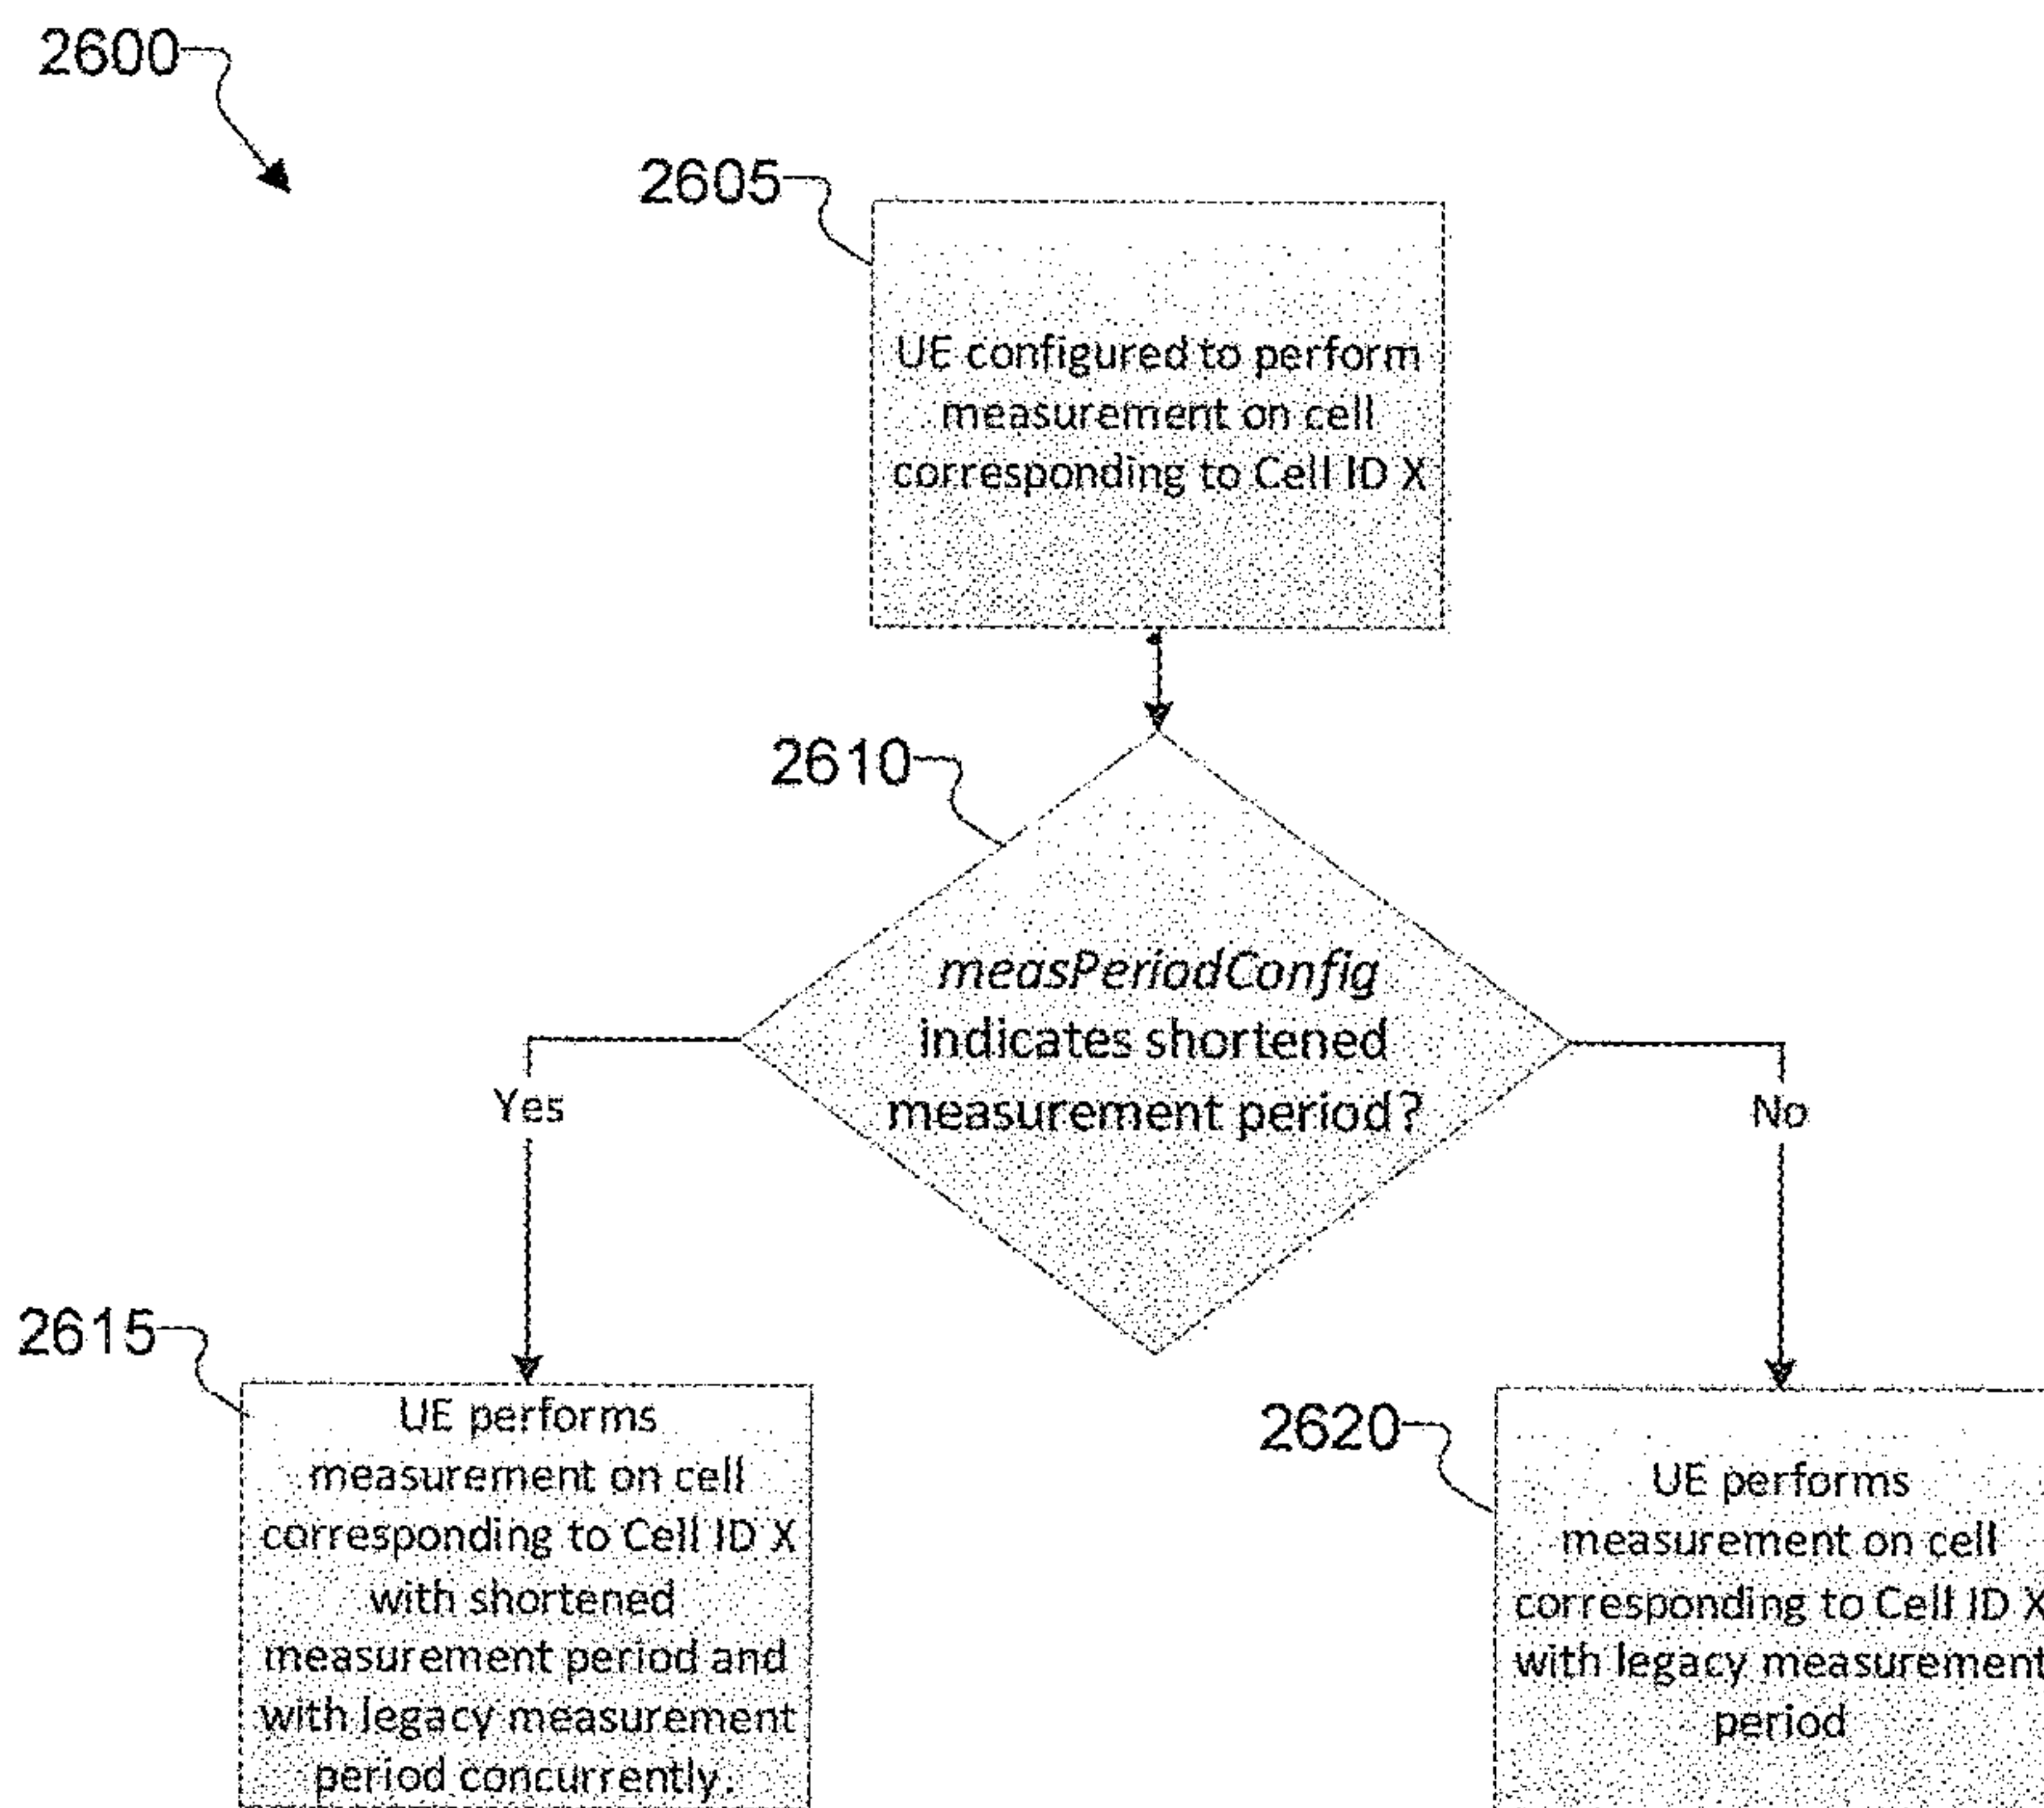 2600
2605
UE configured to perform
measurement on cell
corresponding to Cell ID X
2610
measPeriodConfig
indicates shortened
measurement period?
Yes
No
2615
UE performs
measurement on cell
corresponding to Cell ID X
with shortened
measurement period and
with legacy measurement
period concurrently.
2620
UE performs
measurement on cell
corresponding to Cell ID X
with legacy measurement
period